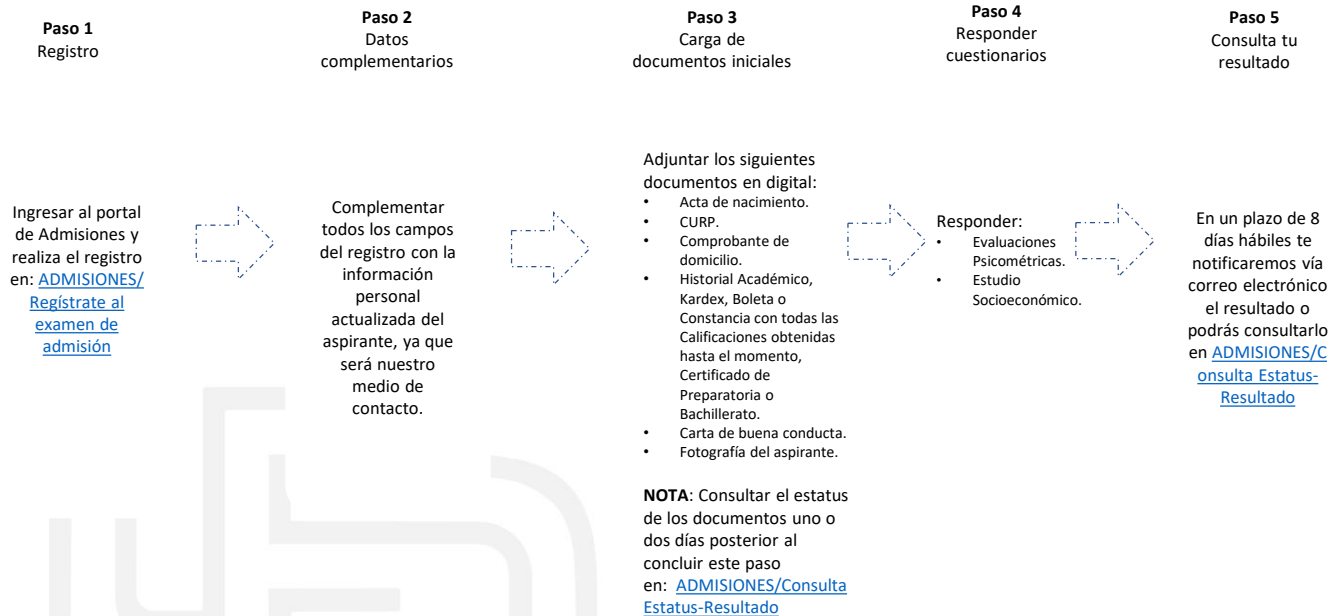 Paso 1
Registro
Ingresar al portal
de Admisiones y
realiza el registro
en: ADMISIONES/
Regístrate al
examen de
admisión
Paso 2
Datos
complementarios
Complementar
todos los campos
del registro con la
información
personal
actualizada del
aspirante, ya que
será nuestro
medio de
contacto.
Paso 3
Carga de
documentos iniciales
Adjuntar los siguientes
documentos en digital:
• Acta de nacimiento.
• CURP.
• Comprobante de
domicilio.
• Historial Académico,
Kardex, Boleta o
Constancia con todas las
Calificaciones obtenidas
hasta el momento,
Certificado de
Preparatoria o
Bachillerato.
• Carta de buena conducta.
• Fotografía del aspirante.
NOTA: Consultar el estatus
de los documentos uno o
dos días posterior al
concluir este paso
en: ADMISIONES/Consulta
Estatus-Resultado
Paso 4
Responder
cuestionarios
Responder:
• Evaluaciones
Psicométricas.
• Estudio
Socioeconómico.
Paso 5
Consulta tu
resultado
En un plazo de 8
días hábiles te
notificaremos vía
correo electrónico
el resultado o
podrás consultarlo
en ADMISIONES/C
onsulta Estatus-
Resultado